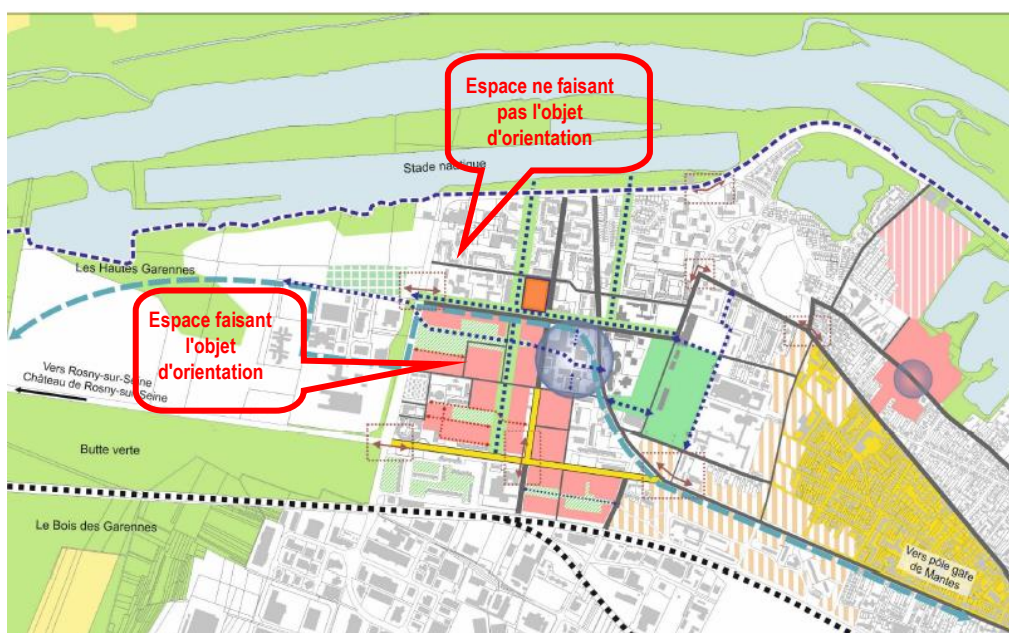 Espace ne faisant
pas l'objet
d'orientation
Stade nautique
Les Hautes Garennes
Espace faisant
l'objet
d'orientation
Vers Rosny-sur-Seine
Château de Rosny-sur-Seine
Butte verte
Le Bois des Garennes
Vers pôle gare
de Mantes